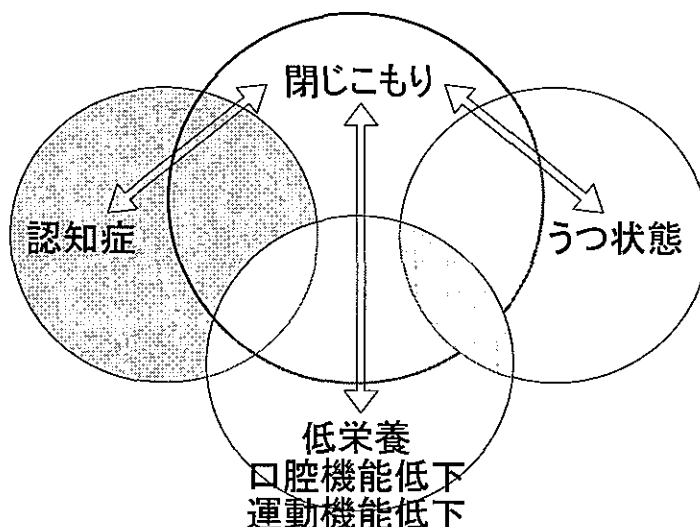 閉じこもり
認知症
うつ状態
低栄養
口腔機能低下
運動機能低下